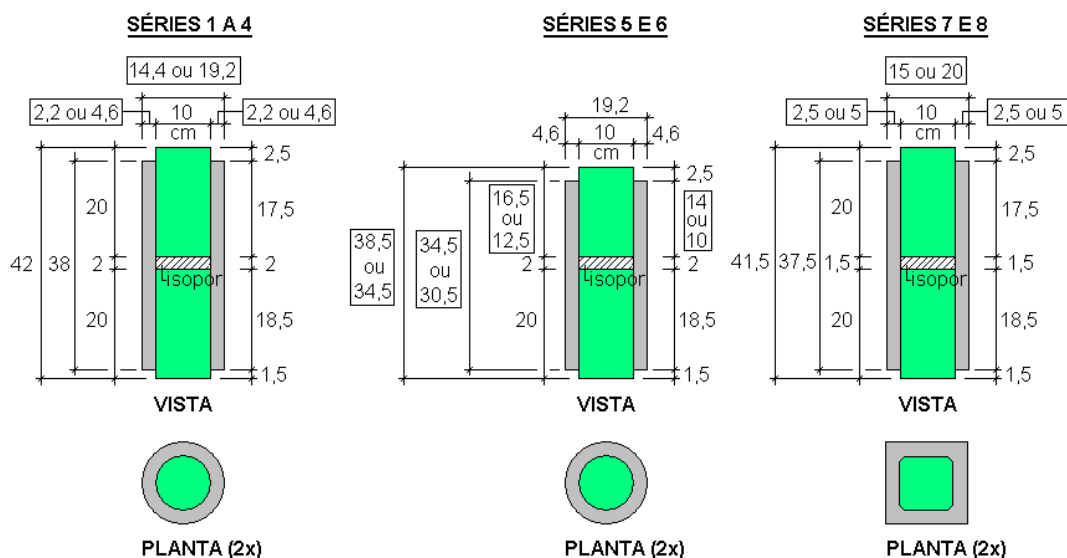 SÉRIES 1 A 4
14,4 ou 19,2
2,2 ou 4,6
10
cm
2,2 ou 4,6
2,5
20
17,5
42
38
2
2
isopor
20
18,5
1,5
VISTA
PLANTA (2x)
SÉRIES 5 E 6
19,2
4,6
10
4,6
cm
2,5
16,5
ou
12,5
14
ou
10
38,5
ou
34,5
34,5
ou
30,5
2
2
isopor
20
18,5
1,5
VISTA
PLANTA (2x)
SÉRIES 7 E 8
15 ou 20
2,5 ou 5
10
cm
2,5 ou 5
2,5
20
17,5
41,5
37,5
1,5
1,5
isopor
20
18,5
1,5
VISTA
PLANTA (2x)